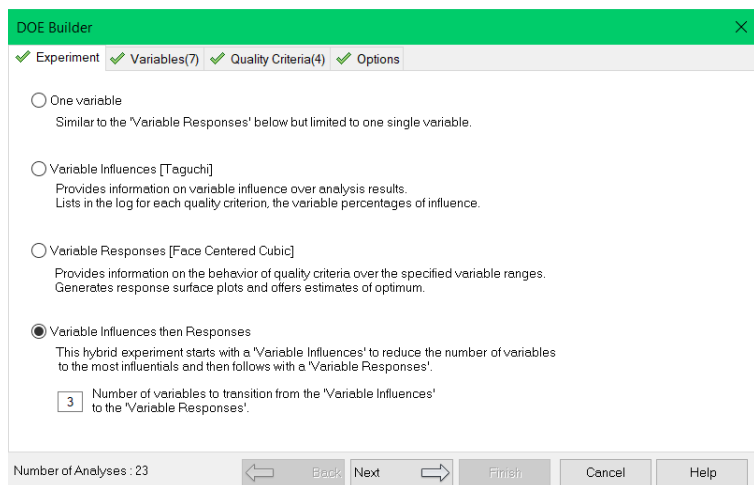 DOE Builder
Experiment Variables(7) Quality Criteria(4) Options
One variable
Similar to the 'Variable Responses' below but limited to one single variable.
Variable Influences [Taguchi]
Provides information on variable influence over analysis results.
Lists in the log for each quality criterion, the variable percentages of influence.
Variable Responses [Face Centered Cubic]
Provides information on the behavior of quality criteria over the specified variable ranges.
Generates response surface plots and offers estimates of optimum.
Variable Influences then Responses
This hybrid experiment starts with a 'Variable Influences' to reduce the number of variables
to the most influentials and then follows with a 'Variable Responses'.
3 Number of variables to transition from the 'Variable Influences'
to the 'Variable Responses'.
Number of Analyses : 23 Back Next Finish Cancel Help